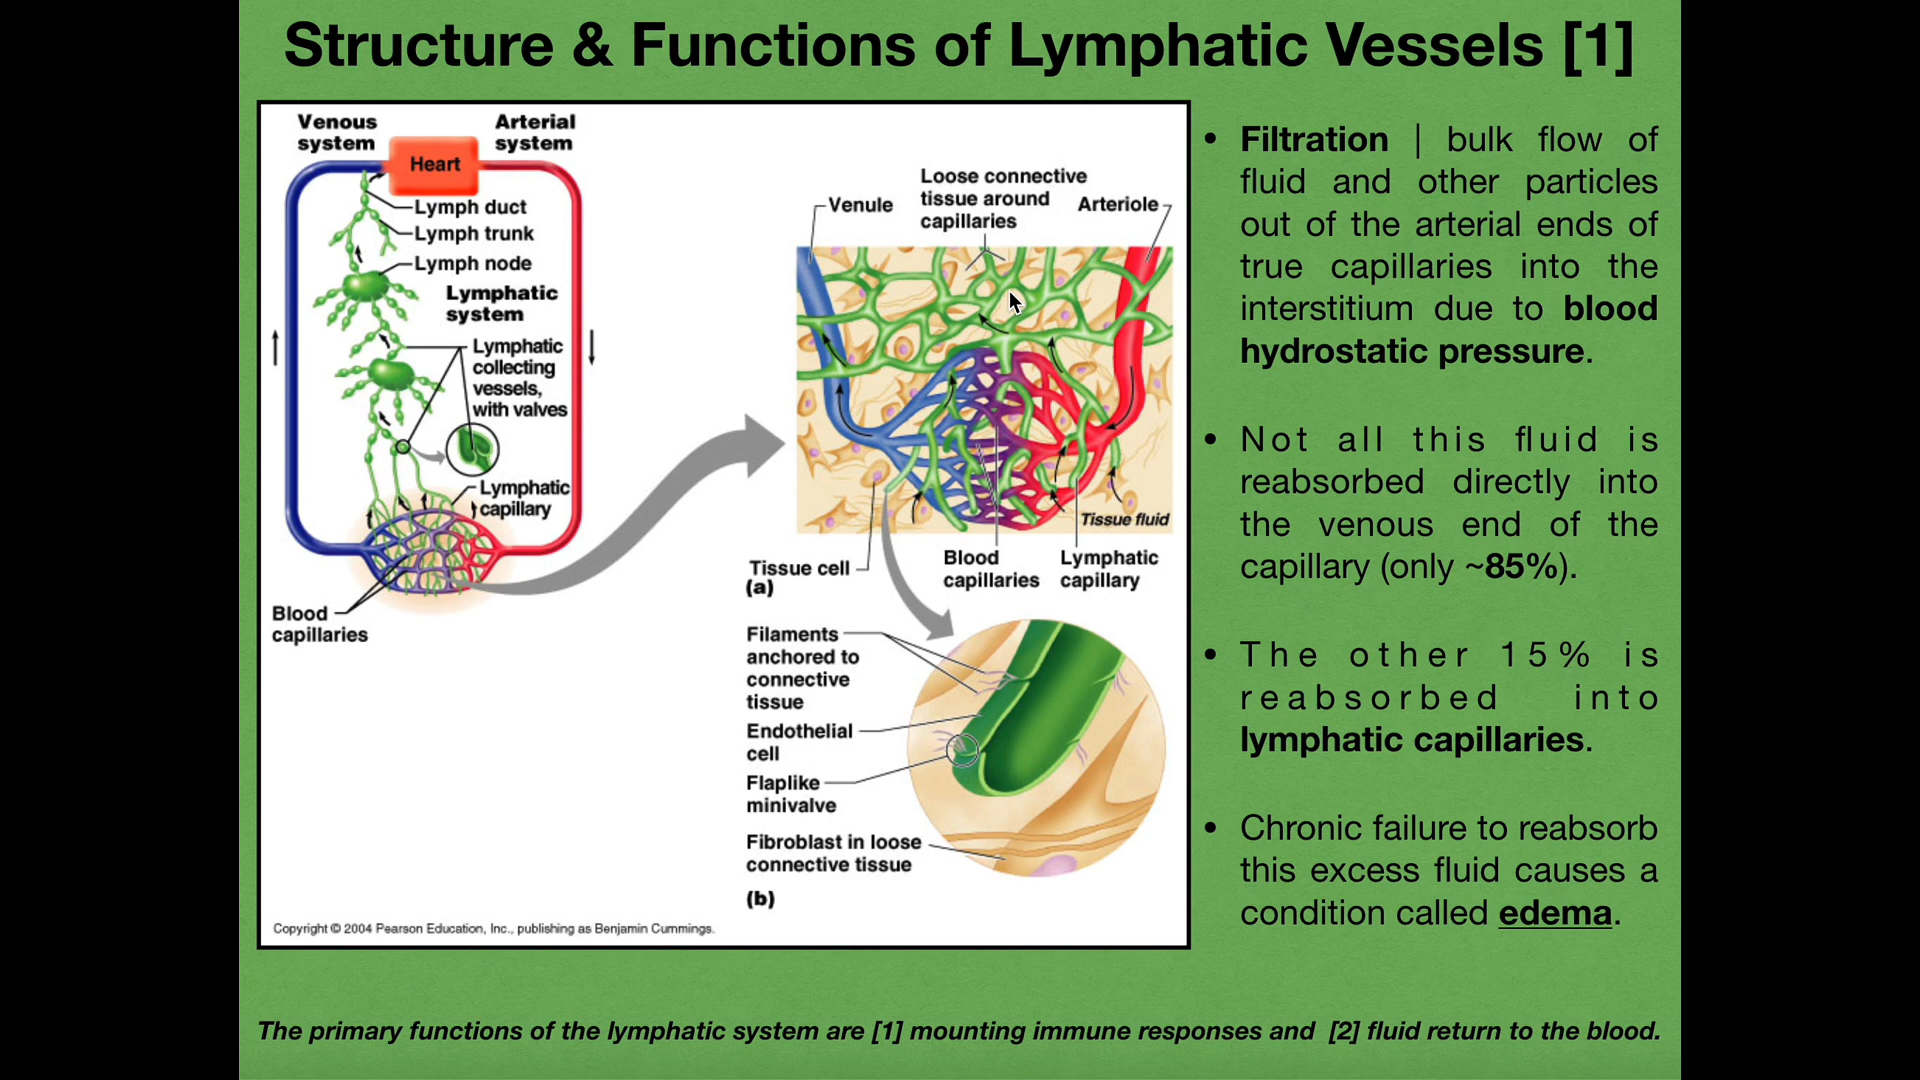 Structure & Functions of Lymphatic Vessels [1]
Venous
system
Arterial
system
Heart
Lymph duct
Lymph trunk
Lymph node
Lymphatic
system
Lymphatic
collecting
vessels,
with valves
Lymphatic
capillary
Blood
capillaries
Venule
Loose connective
tissue around
capillaries
Arteriole
Tissue fluid
Tissue cell
(a)
Blood
capillaries
Lymphatic
capillary
Filaments
anchored to
connective
tissue
Endothelial
cell
Flaplike
minivalve
Fibroblast in loose
connective tissue
(b)
Copyright © 2004 Pearson Education, Inc., publishing as Benjamin Cummings.
• Filtration | bulk flow of
fluid and other particles
out of the arterial ends of
true capillaries into the
interstitium due to blood
hydrostatic pressure.
• Not all this fluid is
reabsorbed directly into
the venous end of the
capillary (only ~85%).
• The other 15% is
reabsorbed into
lymphatic capillaries.
• Chronic failure to reabsorb
this excess fluid causes a
condition called edema.
The primary functions of the lymphatic system are [1] mounting immune responses and [2] fluid return to the blood.